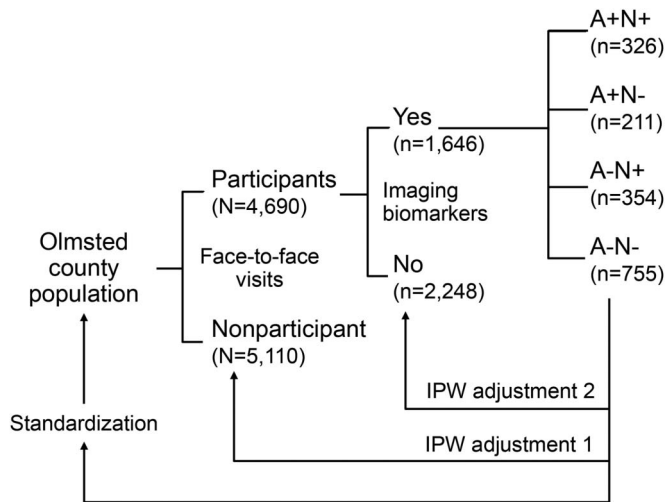 A+N+
(n=326)
A+N-
(n=211)
A-N+
(n=354)
A-N-
(n=755)
Yes
(n=1,646)
Imaging
biomarkers
No
(n=2,248)
Participants
(N=4,690)
Face-to-face
visits
Nonparticipant
(N=5,110)
Olmsted
county
population
Standardization
IPW adjustment 2
IPW adjustment 1